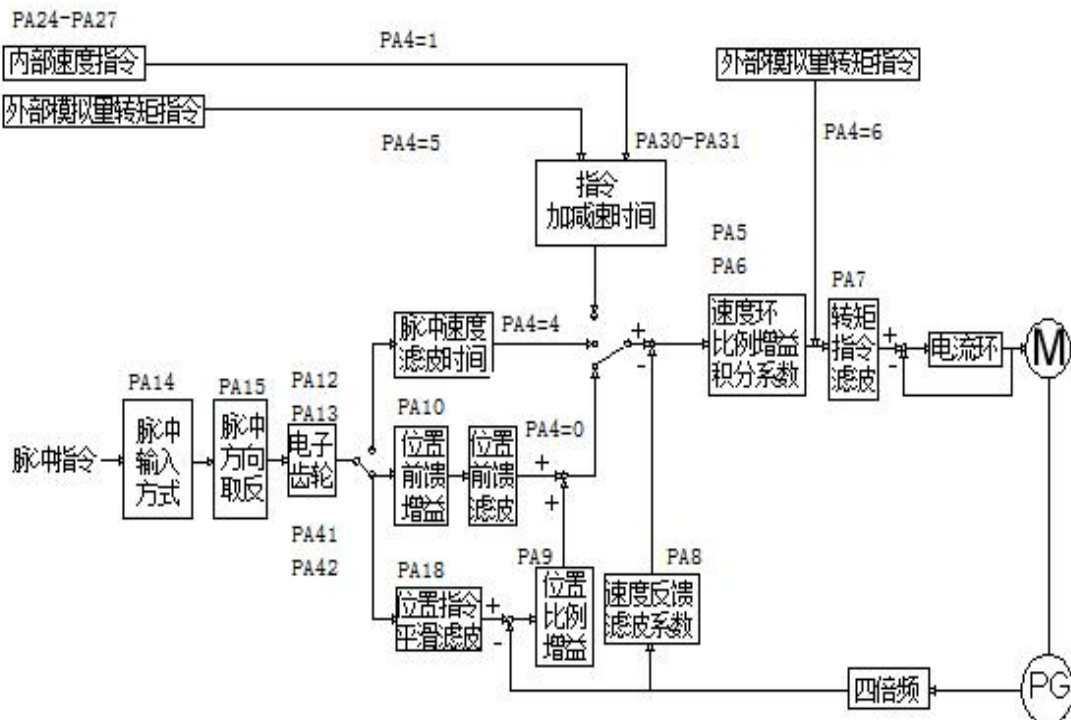 PA24-PA27
PA4=1
内部速度指令
外部模拟量转矩指令
外部模拟量转矩指令
PA4=5
PA30-PA31
PA4=6
指令
加减速时间
PA5
PA6
PA7
脉冲速度
滤皮时间
PA4=4
+
-
速度环
比例增益
积分系数
转矩
指令
滤波
+
-
电流环
M
PA14
PA15
PA12
PA13
PA10
PA4=0
脉冲指令
脉冲
输入
方式
脉冲
方向
取反
电子
齿轮
位置
前馈
增益
位置
前馈
滤皮
+
+
PA41
PA42
PA18
PA9
PA8
位置指令
平滑滤皮
+
-
位置
比例
增益
速度反馈
滤皮系数
四倍频
PG